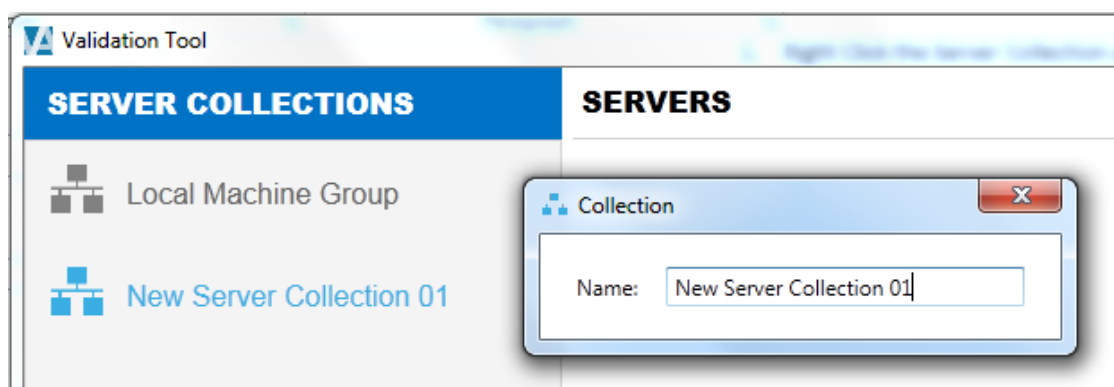 Validation Tool
SERVER COLLECTIONS
SERVERS
Local Machine Group
New Server Collection 01
Collection
Name: New Server Collection 01